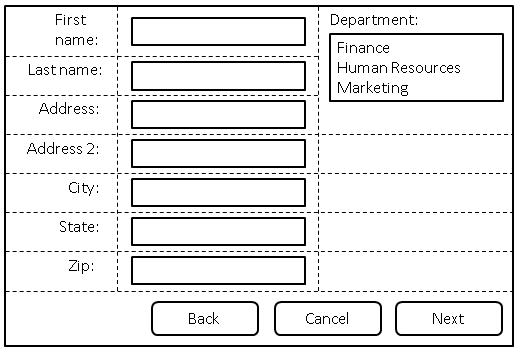 First
name:
Last name:
Address:
Address 2:
City:
State:
Zip:
Department:
Finance
Human Resources
Marketing
Back
Cancel
Next